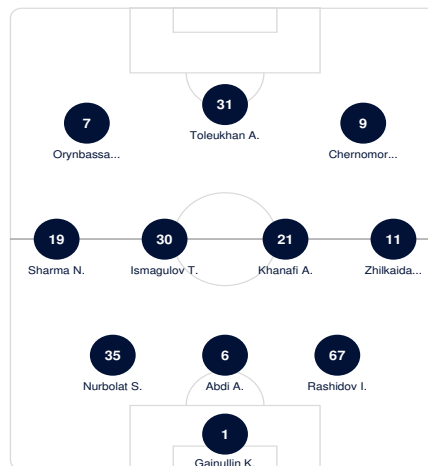 31
Toleukhan A.
7
Orynbassa...
9
Chernomor...
19
Sharma N.
30
Ismagulov T.
21
Khanafi A.
11
Zhilkaida...
35
Nurbolat S.
6
Abdi A.
67
Rashidov I.
1
Gainullin K.